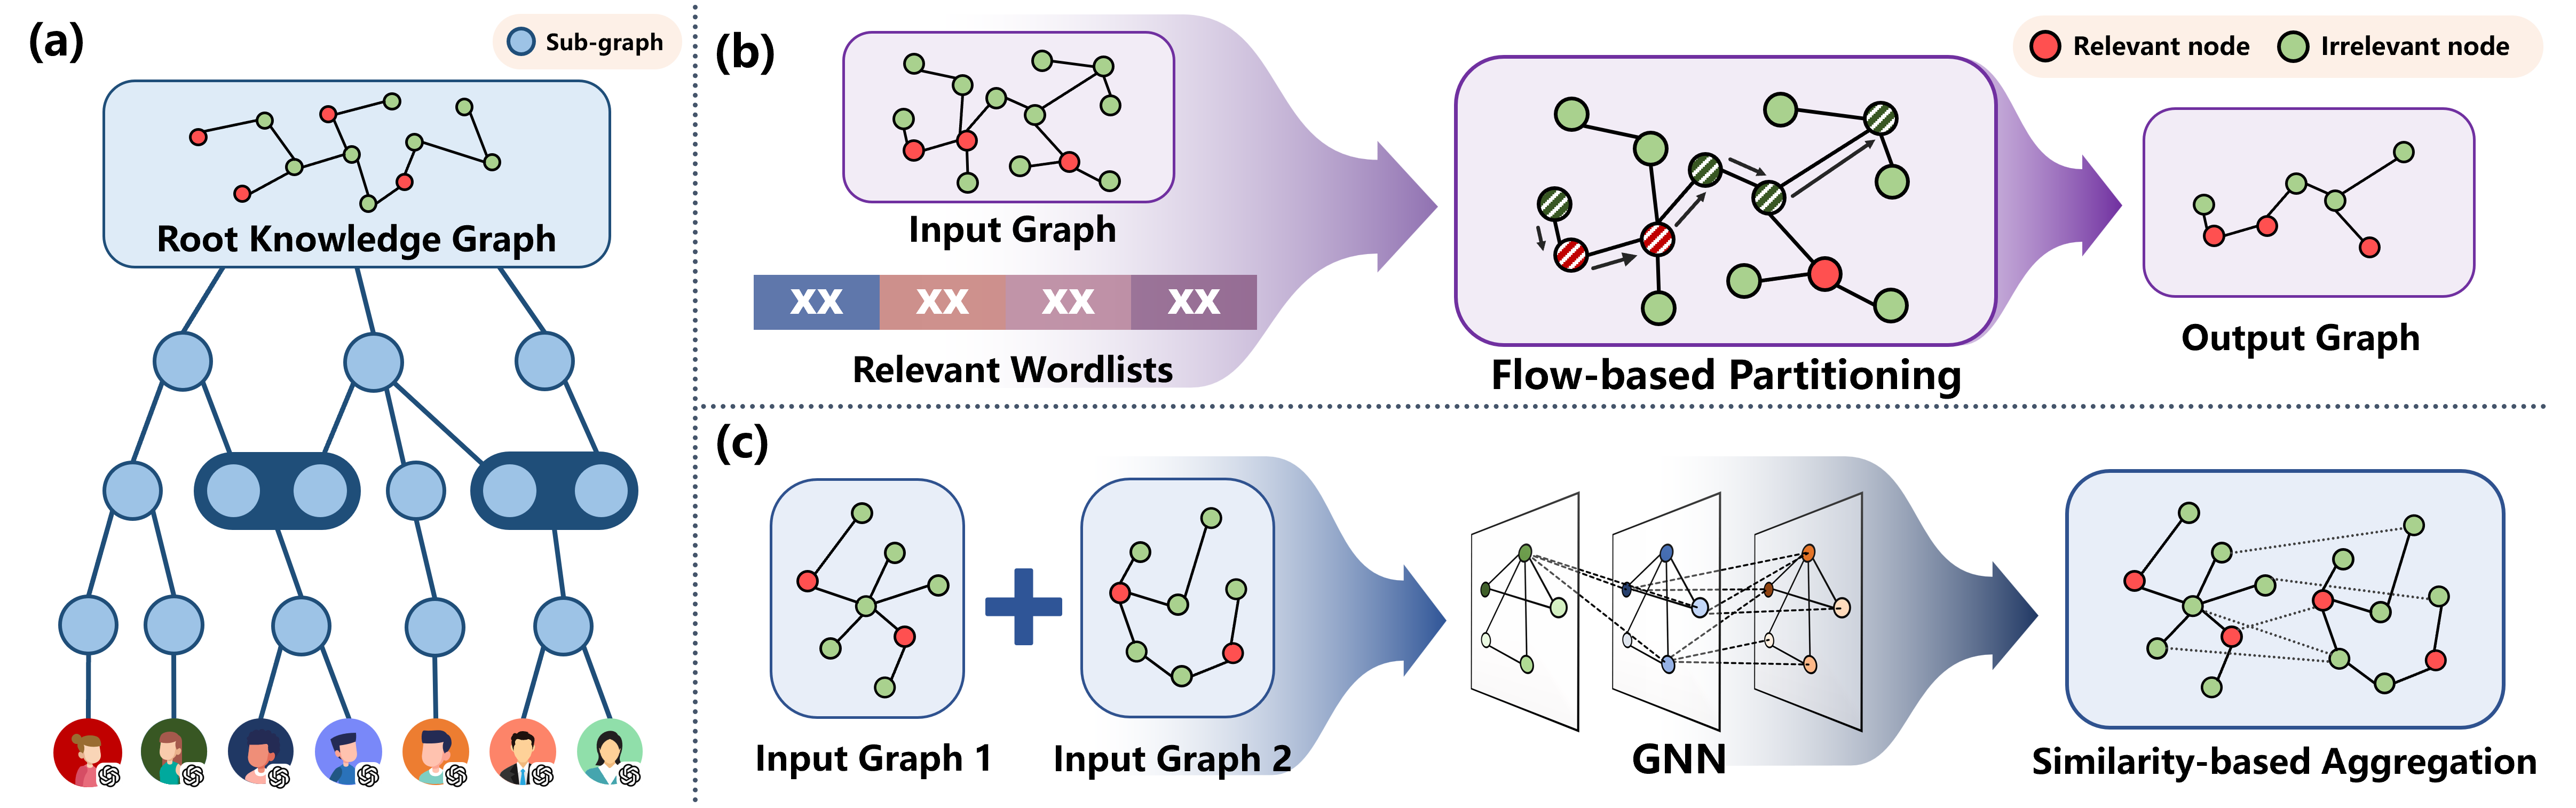 (a)
Sub-graph
Root Knowledge Graph
(b)
Relevant node
Irrelevant node
Input Graph
XX XX XX XX
Relevant Wordlists
Flow-based Partitioning
Output Graph
(c)
Input Graph 1
Input Graph 2
GNN
Similarity-based Aggregation